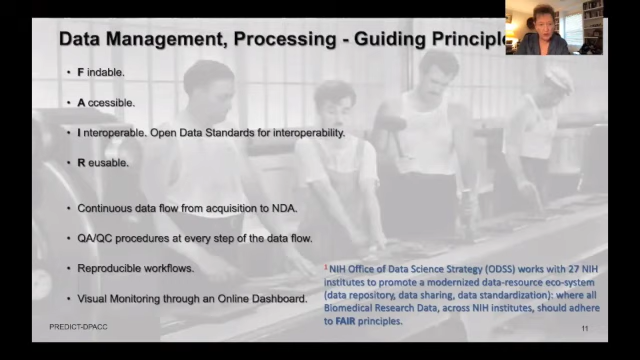 Data Management, Processing - Guiding
F indable.
A ccessible.
I nteroperable. Open Data Standards for interoperability.
R eusable.
Continuous data flow from acquisition to NDA.
QA/QC procedures at every step of the data flow.
Reproducible workflows.
Visual Monitoring through an Online Dashboard.
1 NIH Office of Data Science Strategy (ODSS) works with 27 NIH
institutes to promote a modernized data-resource eco-system
(data repository, data sharing, data standardization): where all
Biomedical Research Data, across NIH institutes, should adhere
to FAIR principles.
PREDICT-DPACC
11